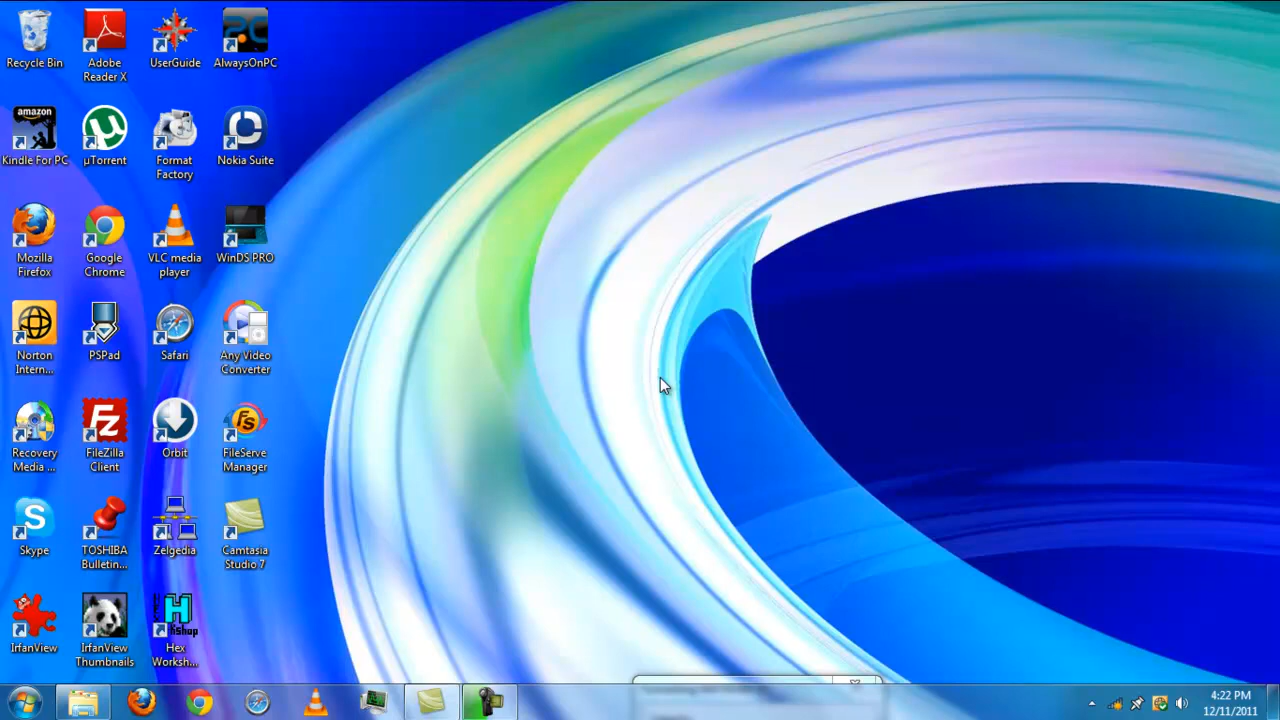 Recycle Bin
Adobe
Reader X
UserGuide
AlwaysOnPC
amazon
Kindle For PC
µTorrent
Format
Factory
Nokia Suite
Mozilla
Firefox
Google
Chrome
VLC media
player
WinDS PRO
Norton
Intern...
PSPad
Safari
Any Video
Converter
Recovery
Media ...
FileZilla
Client
Orbit
FileServe
Manager
Skype
TOSHIBA
Bulletin...
Zelgedia
Camtasia
Studio 7
IrfanView
IrfanView
Thumbnails
Hex
Worksh...
4:22 PM
12/11/2011